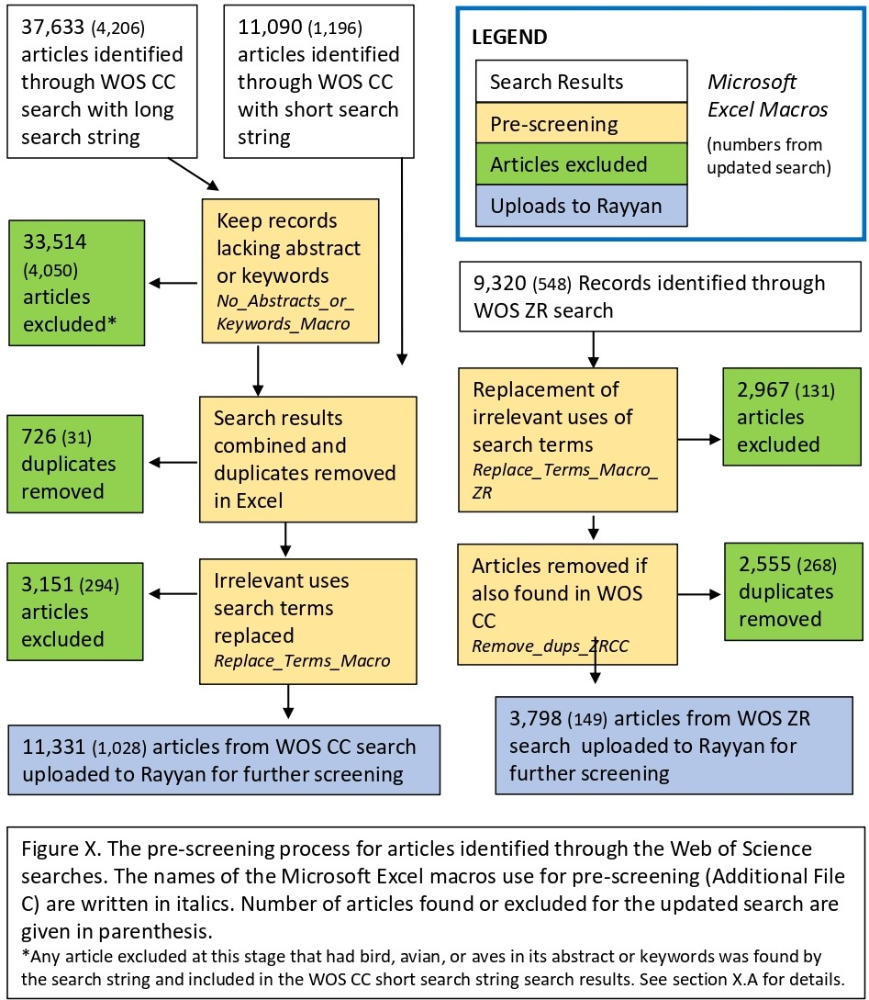 37,633 (4,206)
articles identified
through WOS CC
search with long
search string
11,090 (1,196)
articles identified
through WOS CC
with short search
string
LEGEND
Search Results
Pre-screening
Articles excluded
Uploads to Rayyan
Microsoft
Excel Macros
(numbers from
updated search)
Keep records
lacking abstract
or keywords
No_Abstracts_or_
Keywords_Macro
33,514
(4,050)
articles
excluded*
Search results
combined and
duplicates removed
in Excel
726 (31)
duplicates
removed
Irrelevant uses
search terms
replaced
Replace_Terms_Macro
3,151 (294)
articles
excluded
11,331 (1,028) articles from WOS CC search
uploaded to Rayyan for further screening
9,320 (548) Records identified through
WOS ZR search
Replacement of
irrelevant uses of
search terms
Replace_Terms_Macro_
ZR
2,967 (131)
articles
excluded
Articles removed if
also found in WOS
CC
Remove_dups_ZRCC
2,555 (268)
duplicates
removed
3,798 (149) articles from WOS ZR
search  uploaded to Rayyan for
further screening
Figure X. The pre-screening process for articles identified through the Web of Science
searches. The names of the Microsoft Excel macros use for pre-screening (Additional File
C) are written in italics. Number of articles found or excluded for the updated search are
given in parenthesis.
*Any article excluded at this stage that had bird, avian, or aves in its abstract or keywords was found by
the search string and included in the WOS CC short search string search results. See section X.A for details.